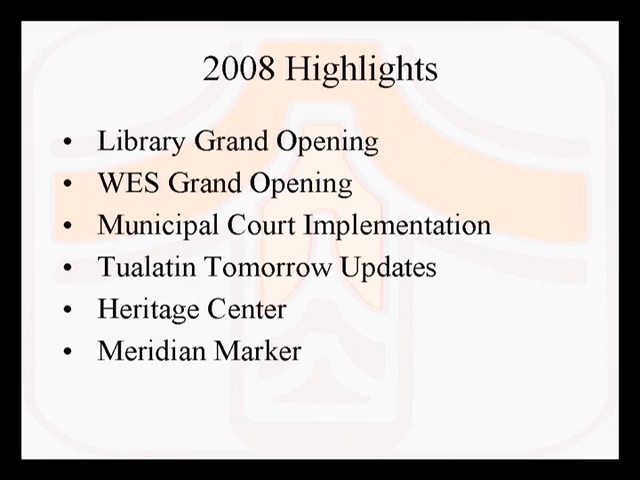 2008 Highlights
• Library Grand Opening
• WES Grand Opening
• Municipal Court Implementation
• Tualatin Tomorrow Updates
• Heritage Center
• Meridian Marker